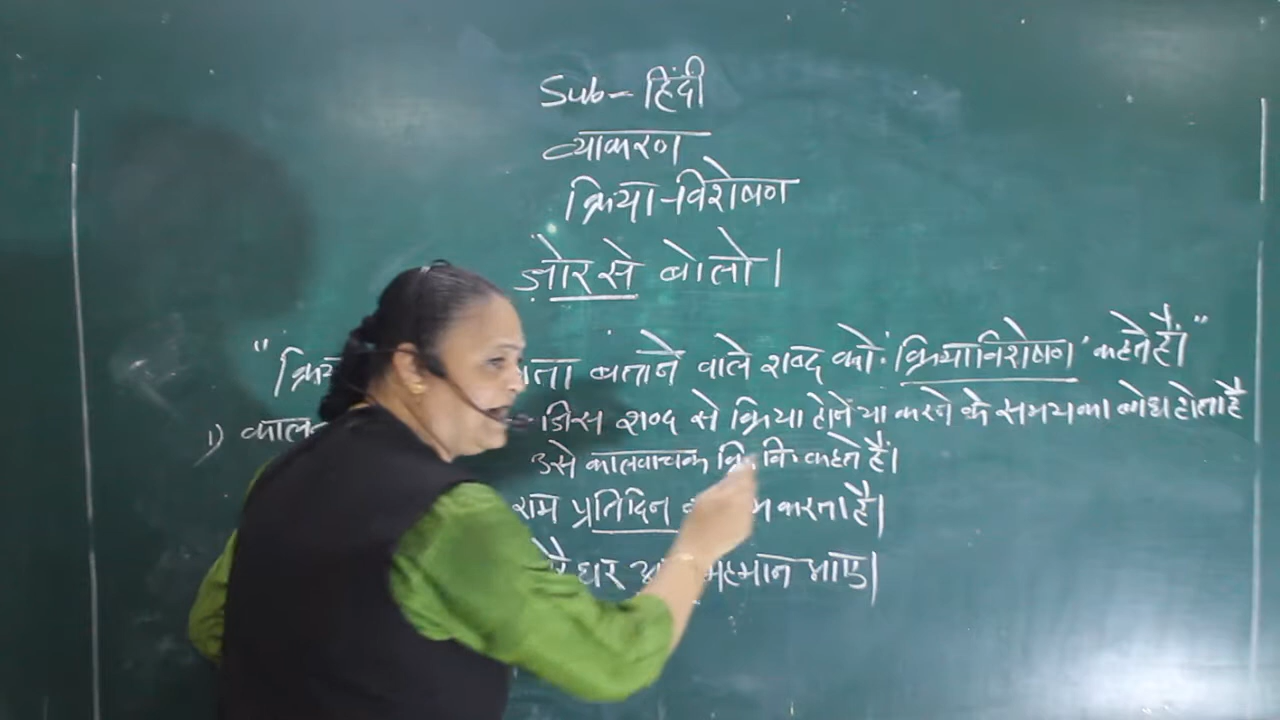 Sub- हिंदी
व्याकरण
क्रिया-विशेषण
ज़ोर से बोलो।
" बताने वाले शब्द को 'क्रियाविशेषण' कहते हैं।"
1) - जिस शब्द से क्रिया होनें या करने के समय का बोध होता है
उसे कालवाचक क्रि. वि. कहते हैं।
राम प्रतिदिन करता है।
घर मेहमान आए।